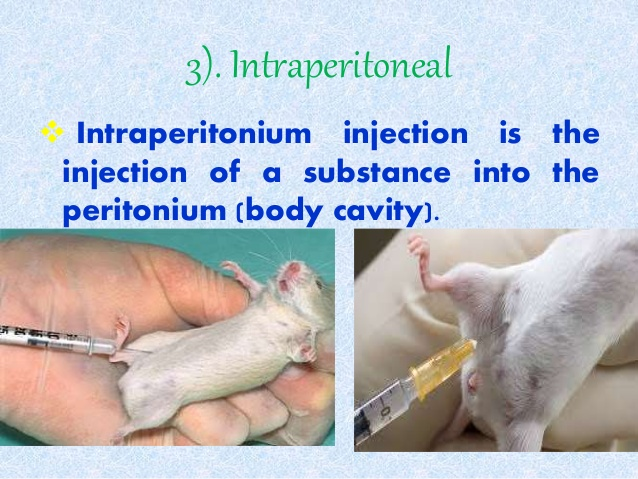 3). Intraperitoneal
Intraperitonium injection is the
injection of a substance into the
peritonium (body cavity).